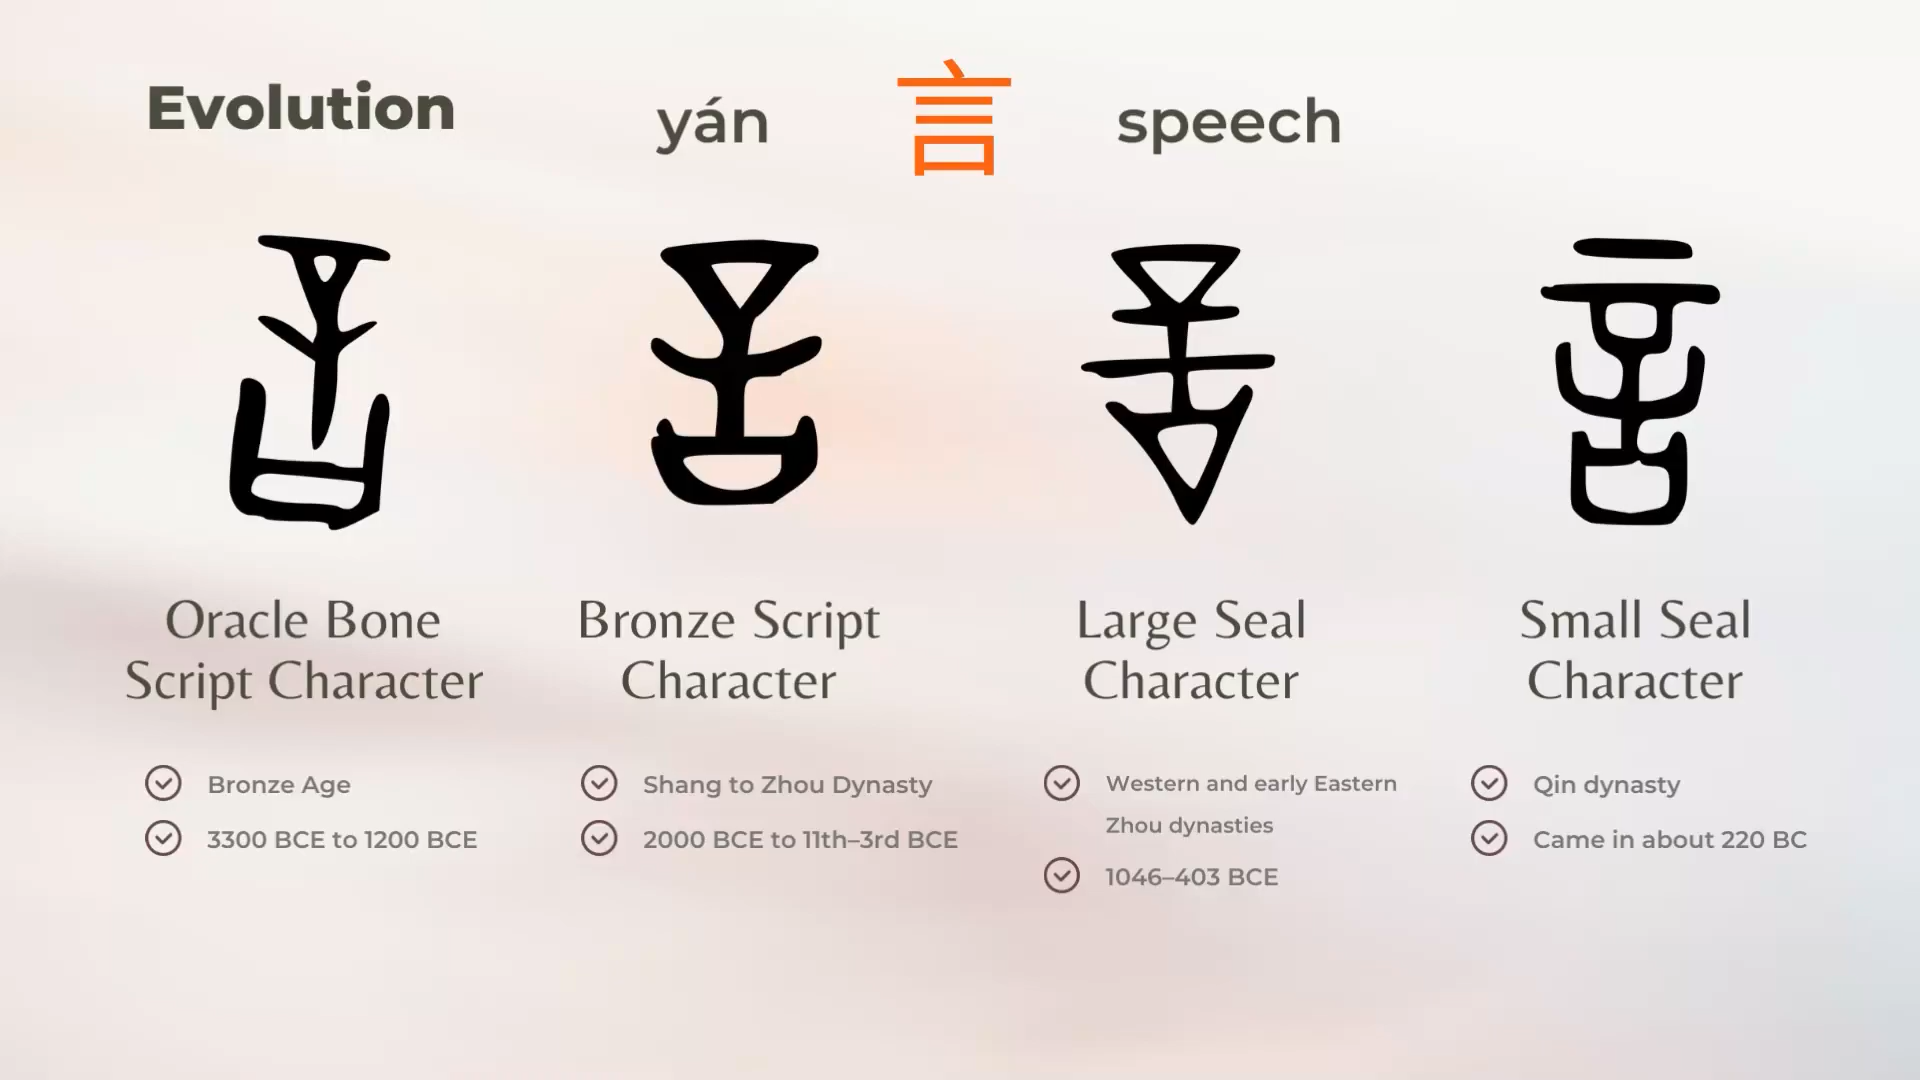 Evolution
yán 言 speech
Oracle Bone
Script Character
Bronze Age
3300 BCE to 1200 BCE
Bronze Script
Character
Shang to Zhou Dynasty
2000 BCE to 11th–3rd BCE
Large Seal
Character
Western and early Eastern
Zhou dynasties
1046–403 BCE
Small Seal
Character
Qin dynasty
Came in about 220 BC